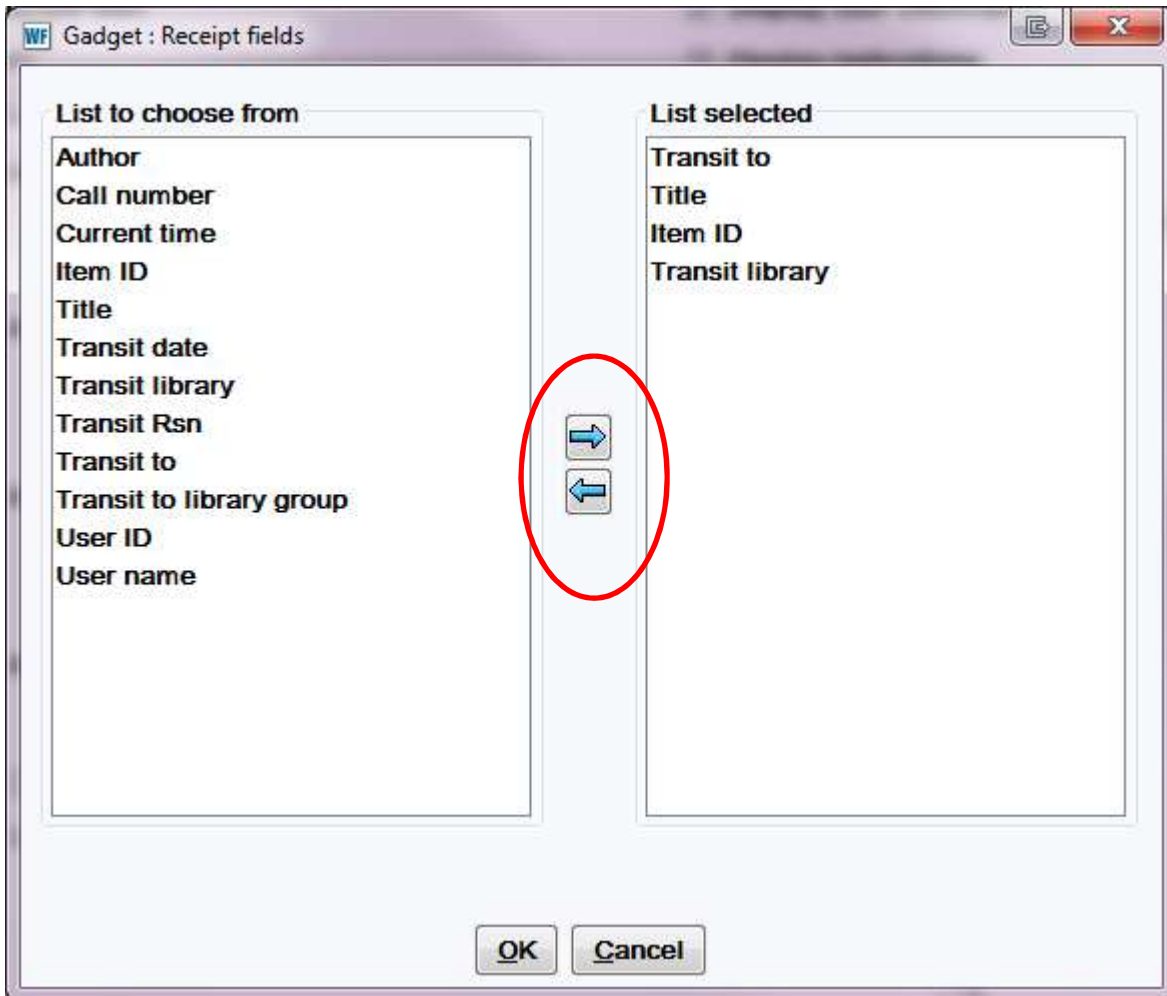 WF Gadget : Receipt fields
List to choose from
Author
Call number
Current time
Item ID
Title
Transit date
Transit library
Transit Rsn
Transit to
Transit to library group
User ID
User name
List selected
Transit to
Title
Item ID
Transit library
OK
Cancel